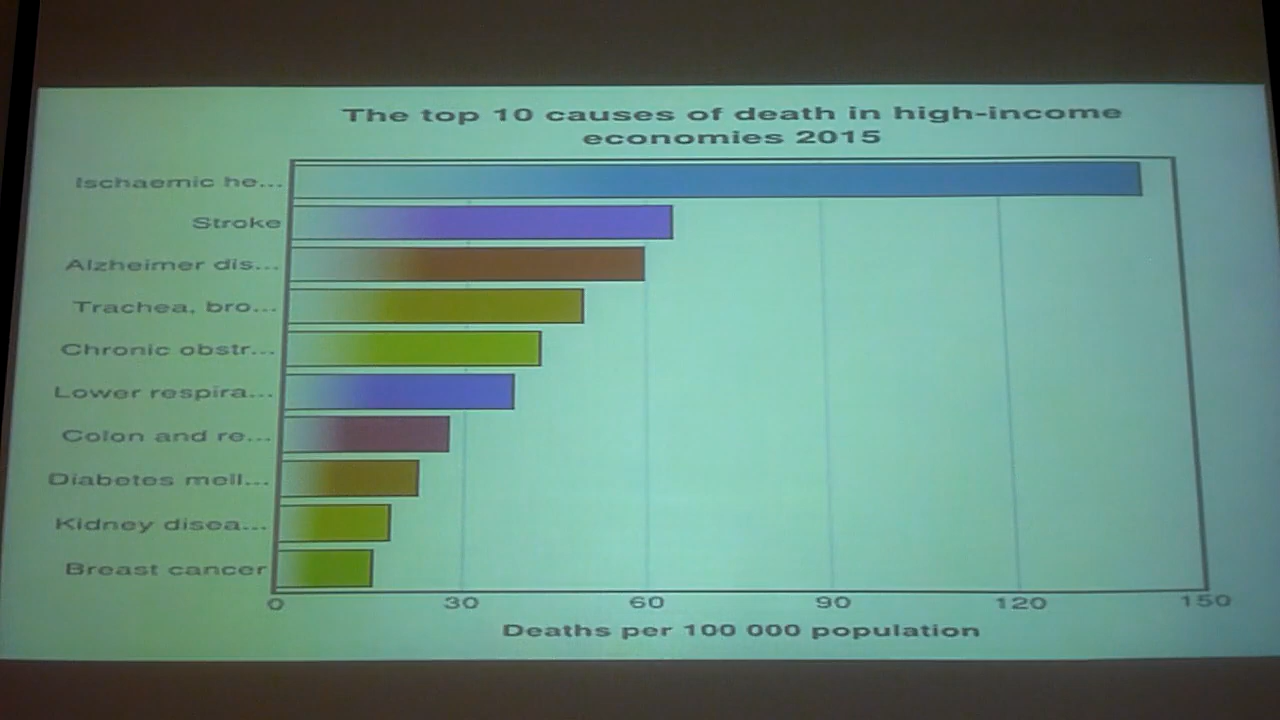 The top 10 causes of death in high-income
economies 2015
Ischaemic he...
Stroke
Alzheimer dis...
Trachea, bro...
Chronic obstr...
Lower respira...
Colon and re...
Diabetes mell...
Kidney disea...
Breast cancer
0 30 60 90 120 150
Deaths per 100 000 population